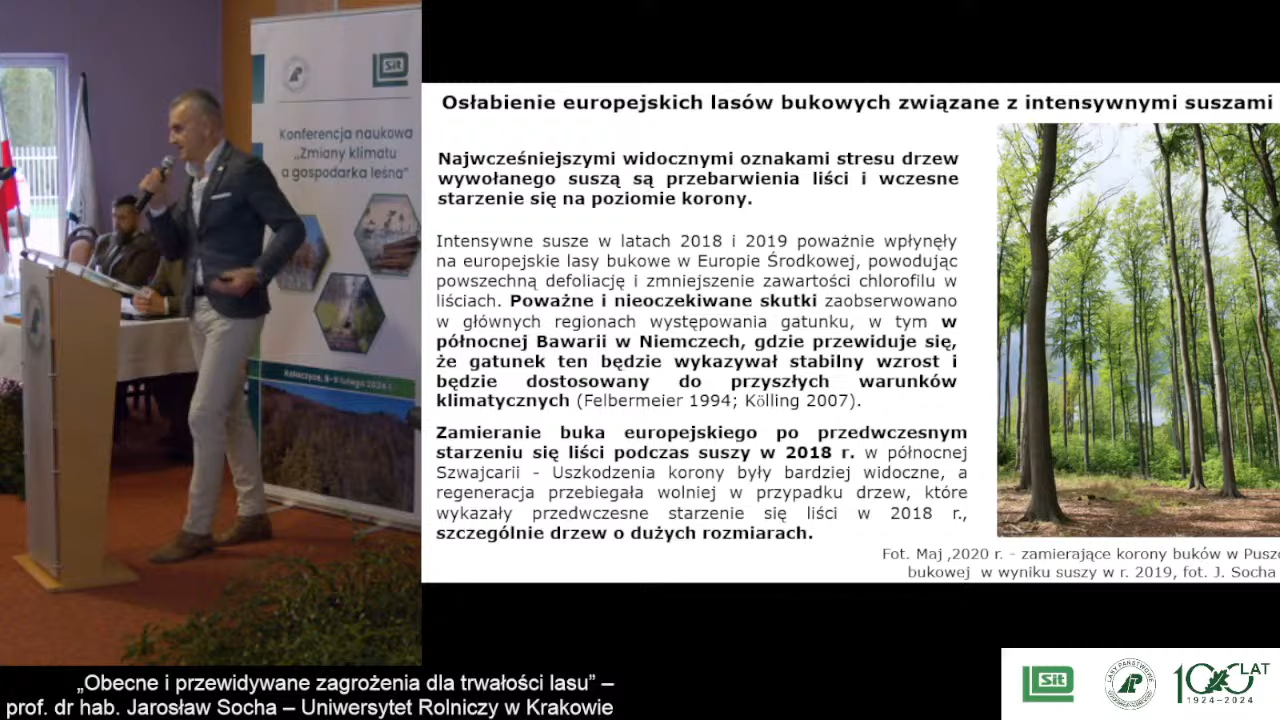 Sit
Konferencja naukowa
„Zmiany klimatu
a gospodarka leśna”
Osłabienie europejskich lasów bukowych związane z intensywnymi suszami
Najwcześniejszymi widocznymi oznakami stresu drzew
wywołanego suszą są przebarwienia liści i wczesne
starzenie się na poziomie korony.
Intensywne susze w latach 2018 i 2019 poważnie wpłynęły
na europejskie lasy bukowe w Europie Środkowej, powodując
powszechną defoliację i zmniejszenie zawartości chlorofilu w
liściach. Poważne i nieoczekiwane skutki zaobserwowano
w głównych regionach występowania gatunku, w tym w
północnej Bawarii w Niemczech, gdzie przewiduje się,
że gatunek ten będzie wykazywał stabilny wzrost i
będzie dostosowany do przyszłych warunków
klimatycznych (Felbermeier 1994; Kölling 2007).
Zamieranie buka europejskiego po przedwczesnym
starzeniu się liści podczas suszy w 2018 r. w północnej
Szwajcarii - Uszkodzenia korony były bardziej widoczne, a
regeneracja przebiegała wolniej w przypadku drzew, które
wykazały przedwczesne starzenie się liści w 2018 r.,
szczególnie drzew o dużych rozmiarach.
Fot. Maj ,2020 r. - zamierające korony buków w Puszc
bukowej w wyniku suszy w r. 2019, fot. J. Socha
„Obecne i przewidywane zagrożenia dla trwałości lasu” –
prof. dr hab. Jarosław Socha – Uniwersytet Rolniczy w Krakowie
Sit
LASY PAŃSTWOWE
100 LAT
1924-2024